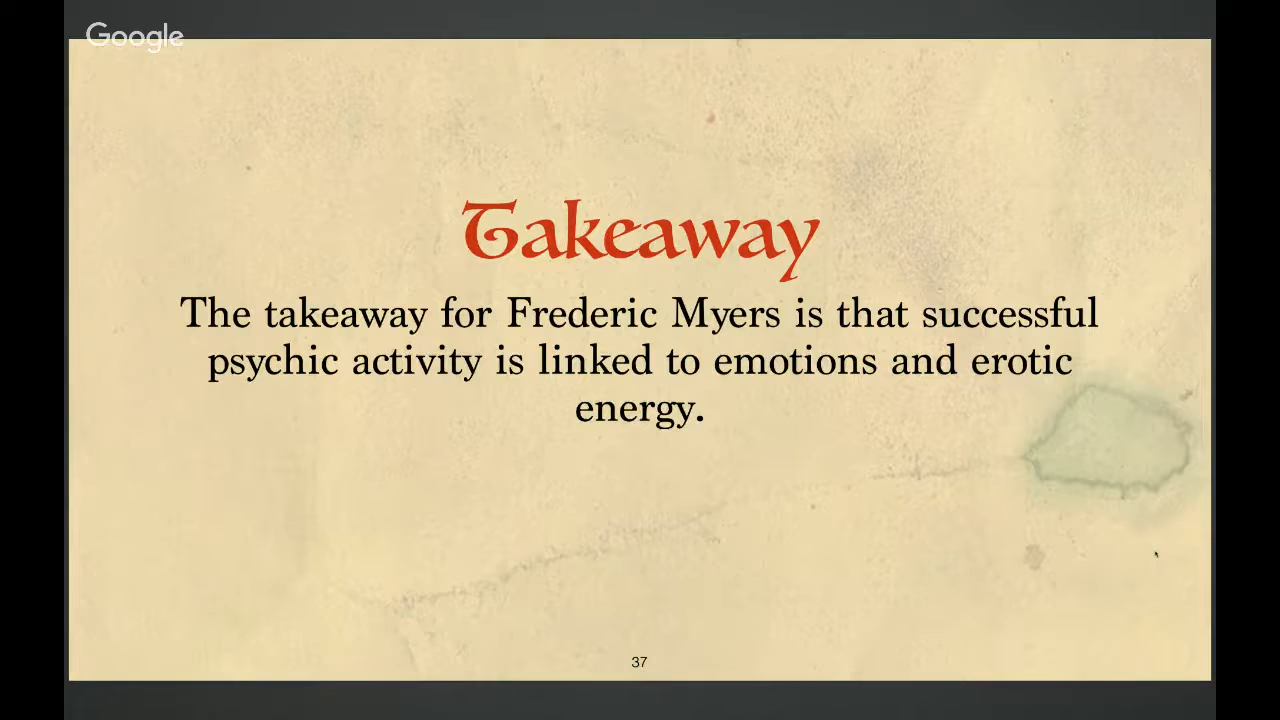 Google
Takeaway
The takeaway for Frederic Myers is that successful
psychic activity is linked to emotions and erotic
energy.
37